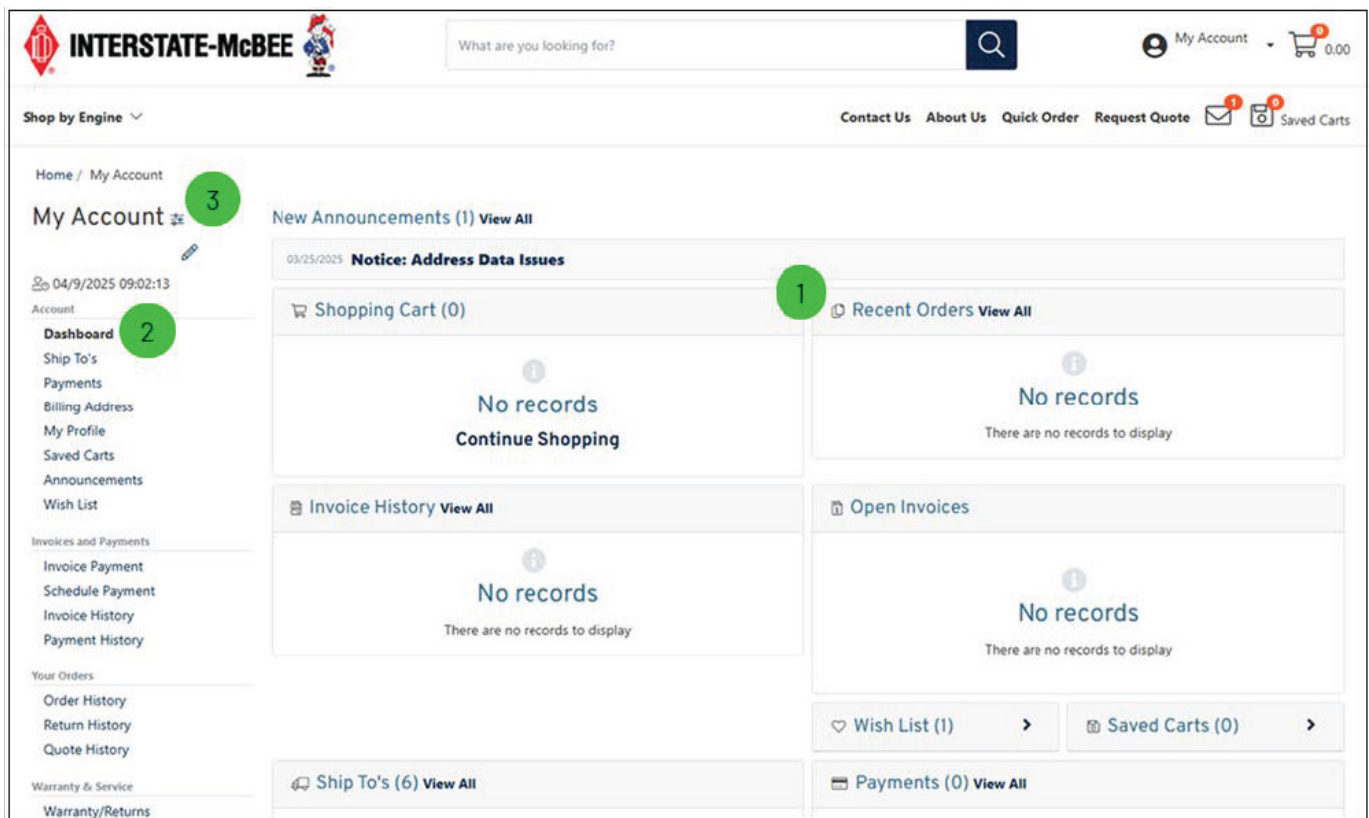 INTERSTATE-McBEE
What are you looking for?
My Account
0
0.00
Shop by Engine
Contact Us About Us Quick Order Request Quote 1 0 Saved Carts
Home / My Account
3
My Account
New Announcements (1) View All
03/25/2025 Notice: Address Data Issues
04/9/2025 09:02:13
Account
Dashboard
2
Ship To's
Payments
Billing Address
My Profile
Saved Carts
Announcements
Wish List
Invoices and Payments
Invoice Payment
Schedule Payment
Invoice History
Payment History
Your Orders
Order History
Return History
Quote History
Warranty & Service
Warranty/Returns
Shopping Cart (0)
No records
Continue Shopping
1
Recent Orders View All
No records
There are no records to display
Invoice History View All
No records
There are no records to display
Open Invoices
No records
There are no records to display
Wish List (1)
Saved Carts (0)
Ship To's (6) View All
Payments (0) View All